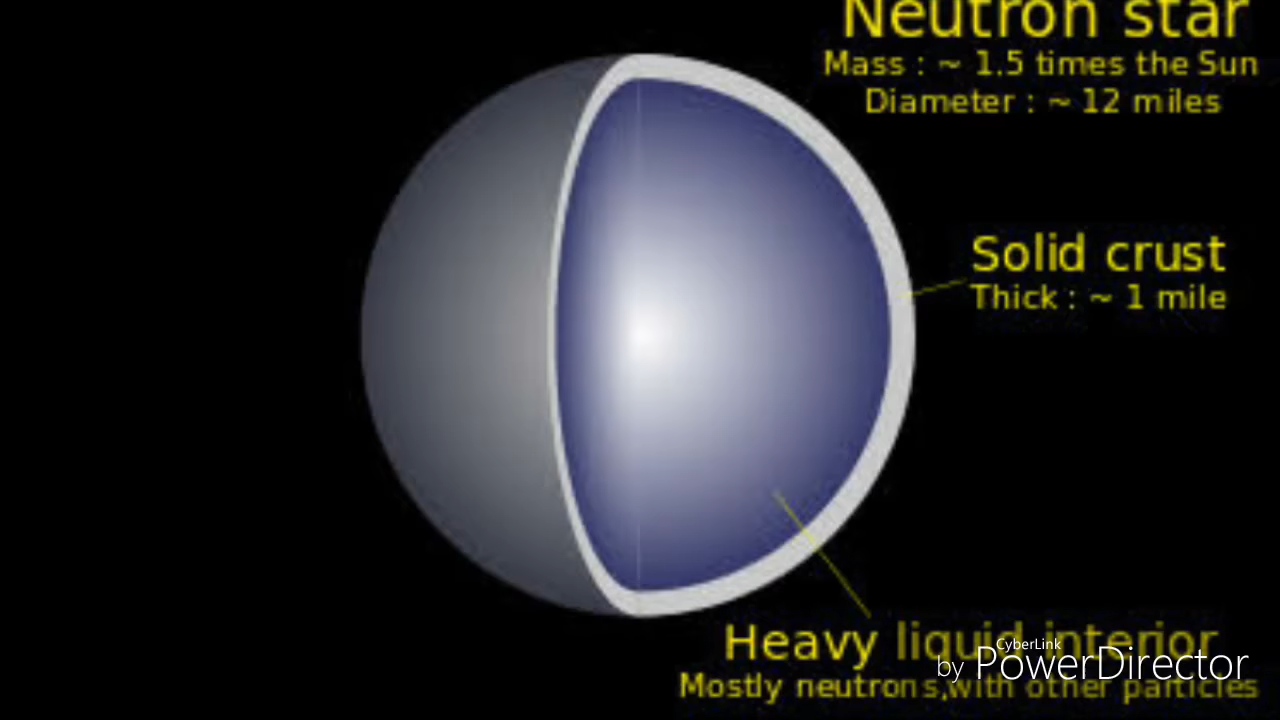 Neutron star
Mass : ~ 1.5 times the Sun
Diameter : ~ 12 miles
Solid crust
Thick : ~ 1 mile
Heavy liquid interior
CyberLink
by PowerDirector
Mostly neutrons,with other particles